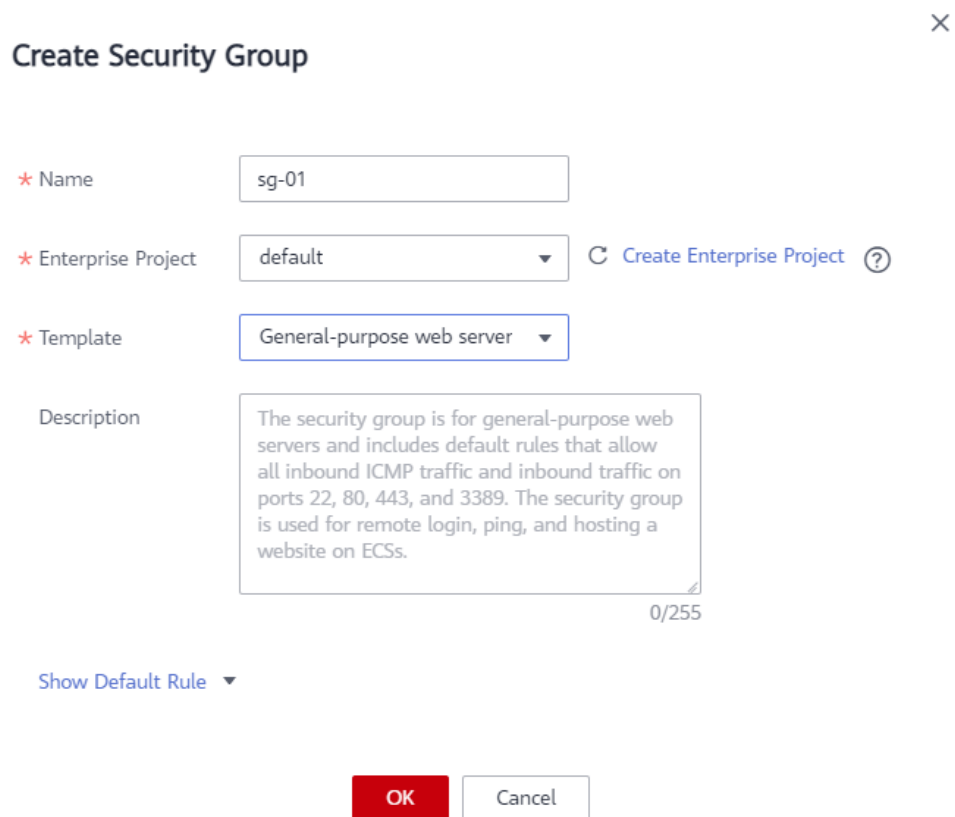 Create Security Group
* Name
sg-01
* Enterprise Project
default
Create Enterprise Project
?
* Template
General-purpose web server
Description
The security group is for general-purpose web
servers and includes default rules that allow
all inbound ICMP traffic and inbound traffic on
ports 22, 80, 443, and 3389. The security group
is used for remote login, ping, and hosting a
website on ECSs.
0/255
Show Default Rule
OK
Cancel